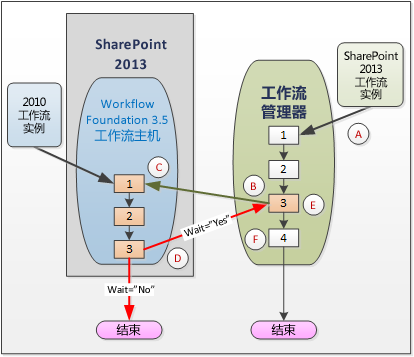 SharePoint
2013
2010
工作流
实例
Workflow
Foundation 3.5
工作流主机
工作流
管理器
SharePoint
2013
工作流
实例
A
1
2
3
4
B
C
1
2
3
D
E
F
Wait="Yes"
Wait="No"
结束
结束